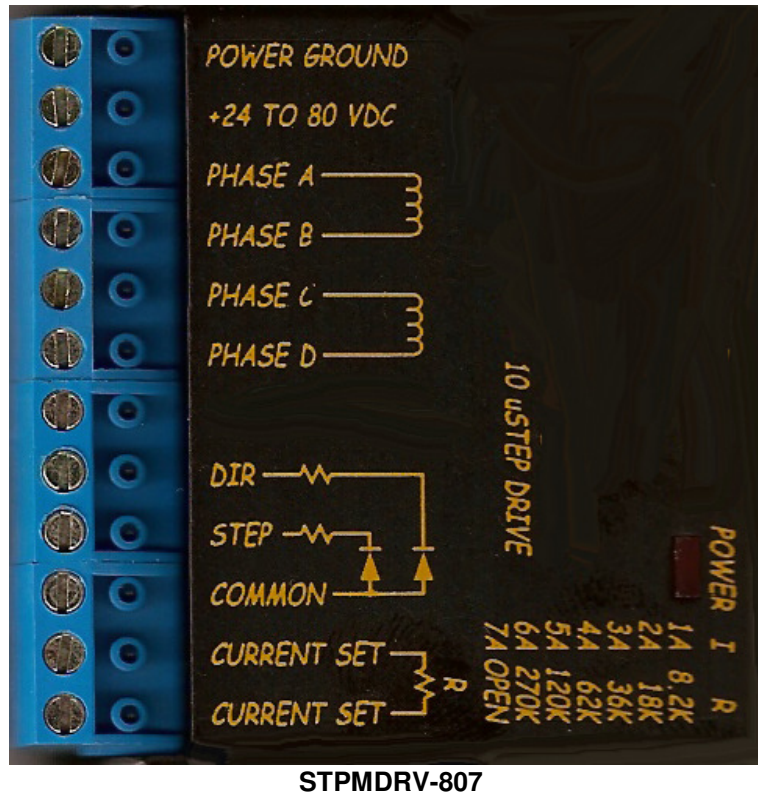 POWER GROUND
+24 TO 80 VDC
PHASE A
PHASE B
PHASE C
PHASE D
DIR
STEP
COMMON
CURRENT SET
CURRENT SET
R
10 uSTEP DRIVE
POWER
I R
1A 8.2K
2A 18K
3A 36K
4A 62K
5A 120K
6A 270K
7A OPEN
STPMDRV-807